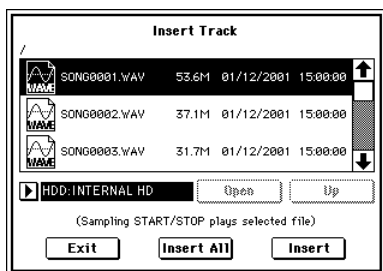 Insert Track
/
WAVE SONG0001.WAV 53.6M 01/12/2001 15:00:00
WAVE SONG0002.WAV 37.1M 01/12/2001 15:00:00
WAVE SONG0003.WAV 31.7M 01/12/2001 15:00:00
HDD:INTERNAL HD Open Up
(Sampling START/STOP plays selected file)
Exit Insert All Insert